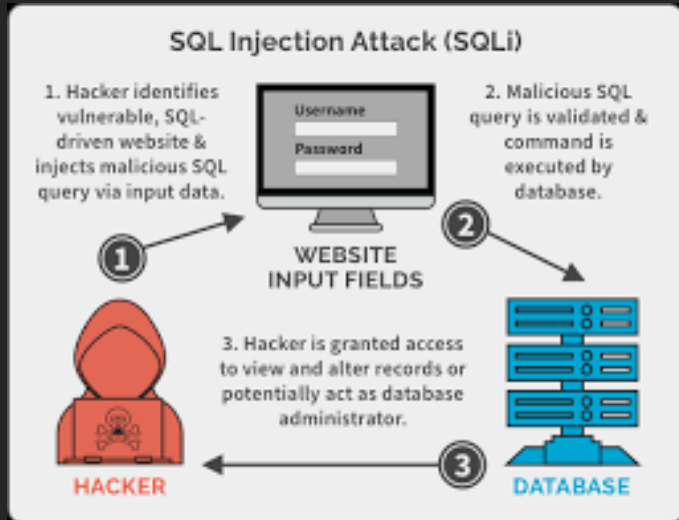 SQL Injection Attack (SQLi)
1. Hacker identifies
vulnerable, SQL-
driven website &
injects malicious SQL
query via input data.
Username
Password
2. Malicious SQL
query is validated &
command is
executed by
database.
1
2
WEBSITE
INPUT FIELDS
3. Hacker is granted access
to view and alter records or
potentially act as database
administrator.
3
HACKER
DATABASE